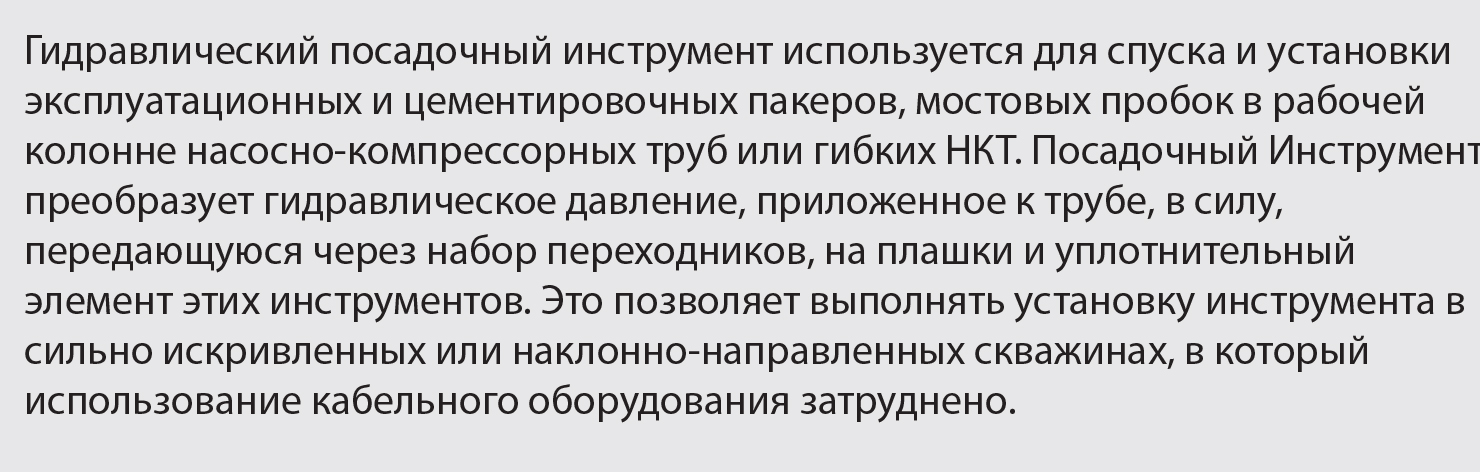 Гидравлический посадочный инструмент используется для спуска и установки
эксплуатационных и цементировочных пакеров, мостовых пробок в рабочей
колонне насосно-компрессорных труб или гибких НКТ. Посадочный Инструмент
преобразует гидравлическое давление, приложенное к трубе, в силу,
передающуюся через набор переходников, на плашки и уплотнительный
элемент этих инструментов. Это позволяет выполнять установку инструмента в
сильно искривленных или наклонно-направленных скважинах, в который
использование кабельного оборудования затруднено.